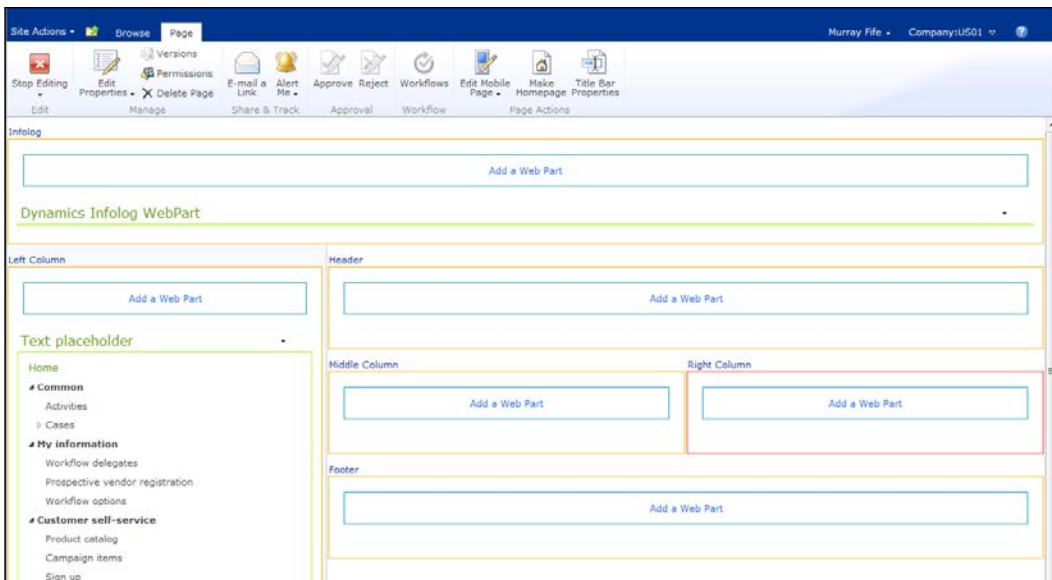 Site Actions Browse Page Murray Fife Company:US01
Stop Editing
Edit Properties
Versions
Permissions
Delete Page
E-mail a Link
Alert Me
Approve
Reject
Workflows
Edit Mobile Page
Make Homepage
Title Bar Properties
Edit Manage Share & Track Approval Workflow Page Actions
Infolog
Add a Web Part
Dynamics Infolog WebPart
Left Column
Add a Web Part
Text placeholder
Home
Common
Activities
Cases
My information
Workflow delegates
Prospective vendor registration
Workflow options
Customer self-service
Product catalog
Campaign items
Sign up
Header
Add a Web Part
Middle Column
Add a Web Part
Right Column
Add a Web Part
Footer
Add a Web Part